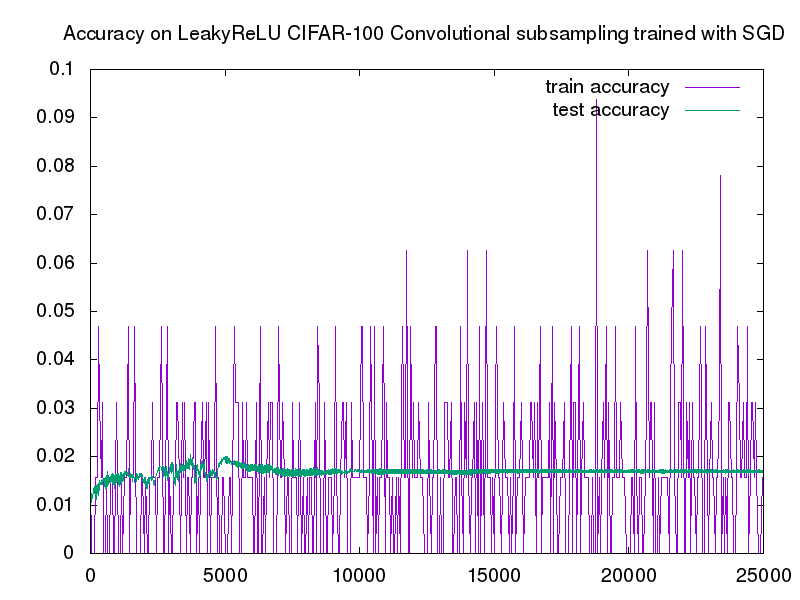 Accuracy on LeakyReLU CIFAR-100 Convolutional subsampling trained with SGD
0.1
train accuracy
0.09
test accuracy
0.08
0.07
0.06
0.05
0.04
0.03
0.02
0.01
0
0 5000 10000 15000 20000 25000